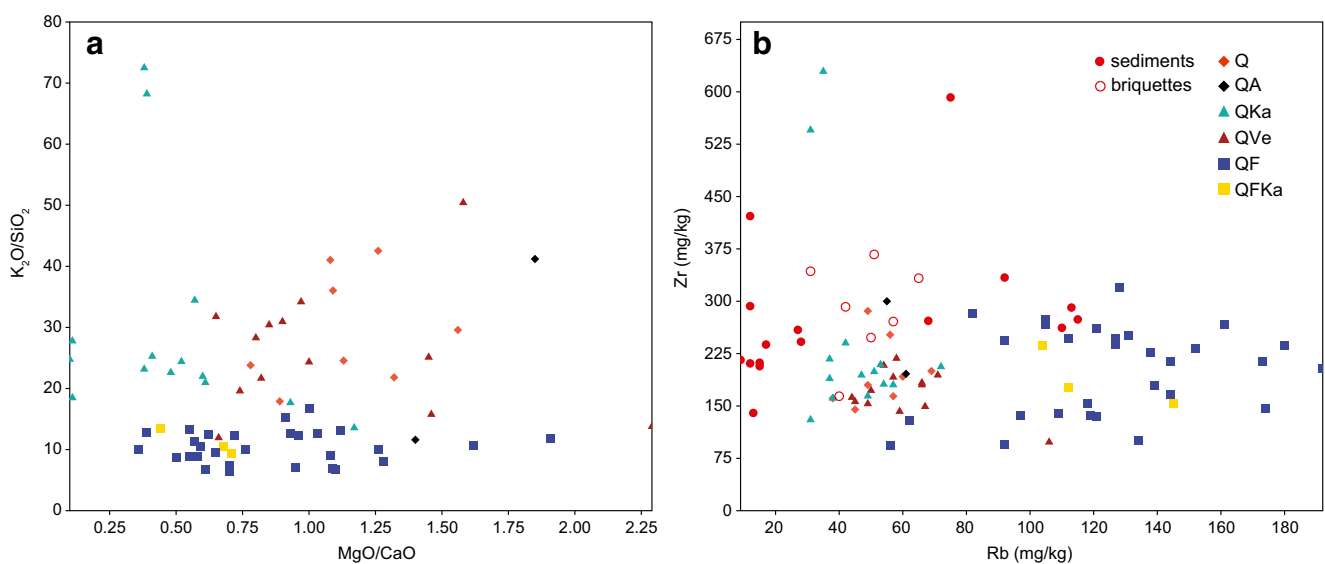 a
80
70
60
50
40
30
20
10
0
K₂O/SiO₂
0.25 0.50 0.75 1.00 1.25 1.50 1.75 2.00 2.25
MgO/CaO
b
675
600
525
450
375
300
225
150
75
0
Zr (mg/kg)
20 40 60 80 100 120 140 160 180
Rb (mg/kg)
sediments
briquettes
Q
QA
QKa
QVe
QF
QFKa